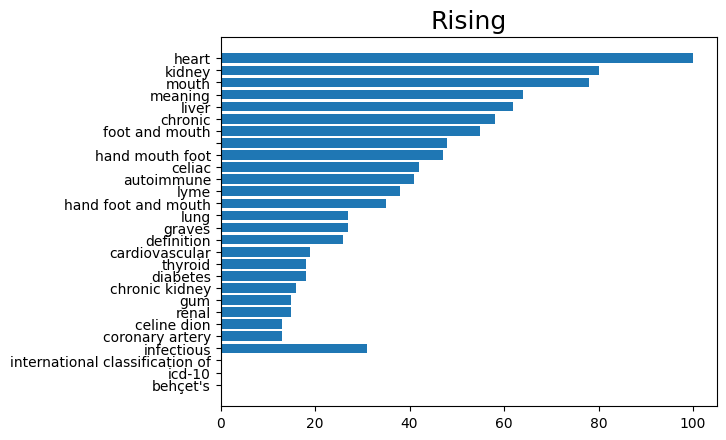 Rising
heart
kidney
mouth
meaning
liver
chronic
foot and mouth
hand mouth foot
celiac
autoimmune
lyme
hand foot and mouth
lung
graves
definition
cardiovascular
thyroid
diabetes
chronic kidney
gum
renal
celine dion
coronary artery
infectious
international classification of
icd-10
behçet's
0 20 40 60 80 100